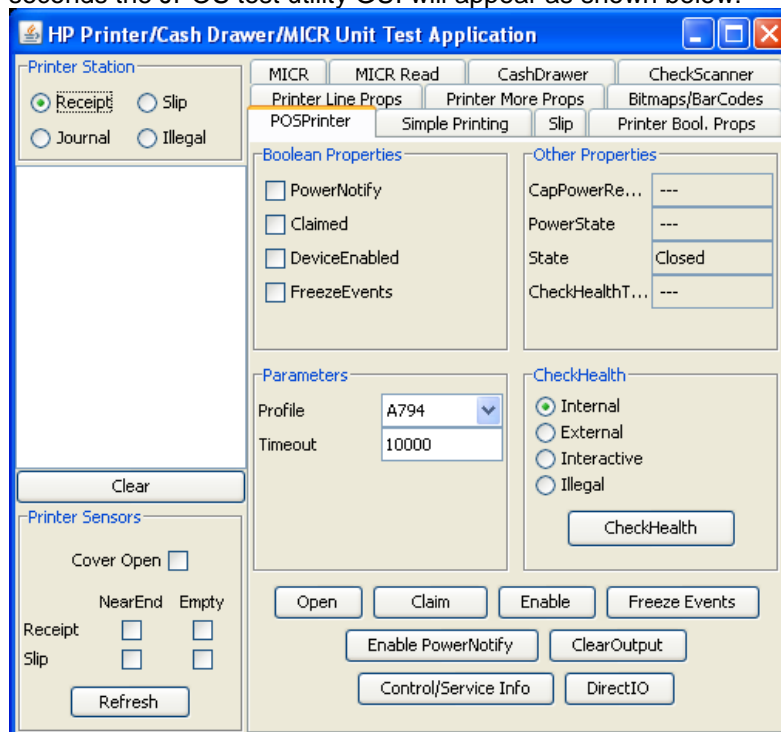 seconds the JPOS test utility GUI will appear as shown below.
HP Printer/Cash Drawer/MICR Unit Test Application
Printer Station
Receipt Slip
Journal Illegal
Clear
Printer Sensors
Cover Open
NearEnd Empty
Receipt
Slip
Refresh
MICR MICR Read CashDrawer CheckScanner
Printer Line Props Printer More Props Bitmaps/BarCodes
POSPrinter Simple Printing Slip Printer Bool. Props
Boolean Properties
PowerNotify
Claimed
DeviceEnabled
FreezeEvents
Other Properties
CapPowerRe... ---
PowerState ---
State Closed
CheckHealthT... ---
Parameters
Profile A794
Timeout 10000
CheckHealth
Internal
External
Interactive
Illegal
CheckHealth
Open Claim Enable Freeze Events
Enable PowerNotify ClearOutput
Control/Service Info DirectIO